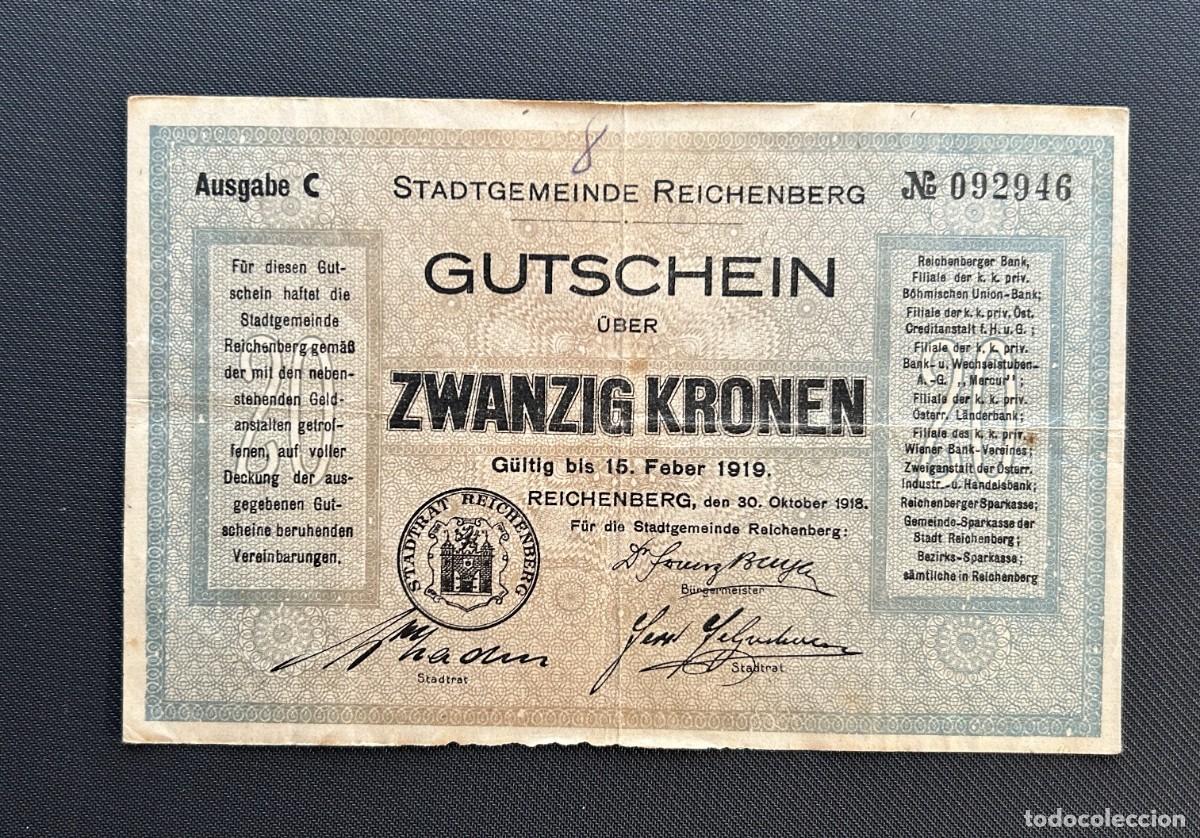 8
Ausgabe C
STADTGEMEINDE REICHENBERG
№ 092946
Für diesen Gut-
schein haftet die
Stadtgemeinde
Reichenberg gemäß
der mit den neben-
stehenden Geld-
anstalten getrof-
fenen, auf voller
Deckung der aus-
gegebenen Gut-
scheine beruhenden
Vereinbarungen.
20
GUTSCHEIN
ÜBER
ZWANZIG KRONEN
Gültig bis 15. Feber 1919.
REICHENBERG, den 30. Oktober 1918.
Für die Stadtgemeinde Reichenberg:
Bürgermeister
STADTRAT REICHENBERG
Stadtrat
Stadtrat
Reichenberger Bank,
Filiale der k. k. priv.
Böhmischen Union-Bank;
Filiale der k. k. priv. Öst.
Creditanstalt f. H. u. G.;
Filiale der k. k. priv.
Bank- u. Wechselstuben-
A.-G. „Mercur";
Filiale der k. k. priv.
Österr. Länderbank;
Filiale des k. k. priv.
Wiener Bank-Vereines;
Zweiganstalt der Österr.
Industr.- u. Handelsbank;
Reichenberger Sparkasse;
Gemeinde-Sparkasse der
Stadt Reichenberg;
Bezirks-Sparkasse;
sämtliche in Reichenberg
todocoleccion